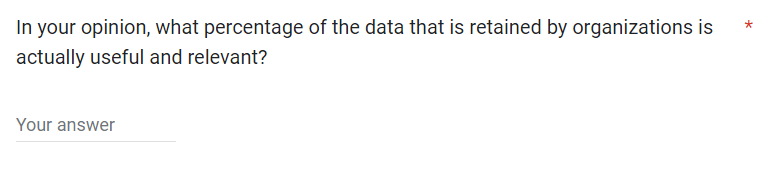 In your opinion, what percentage of the data that is retained by organizations is *
actually useful and relevant?
Your answer